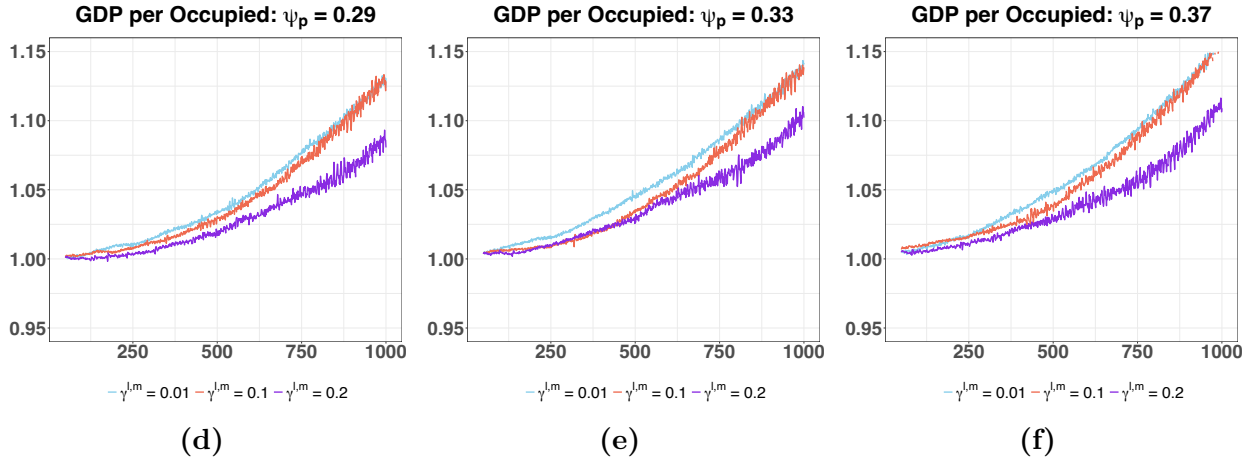 GDP per Occupied: ψp = 0.29
1.15
1.10
1.05
1.00
0.95
250 500 750 1000
γl,m = 0.01 γl,m = 0.1 γl,m = 0.2
(d)
GDP per Occupied: ψp = 0.33
1.15
1.10
1.05
1.00
0.95
250 500 750 1000
γl,m = 0.01 γl,m = 0.1 γl,m = 0.2
(e)
GDP per Occupied: ψp = 0.37
1.15
1.10
1.05
1.00
0.95
250 500 750 1000
γl,m = 0.01 γl,m = 0.1 γl,m = 0.2
(f)